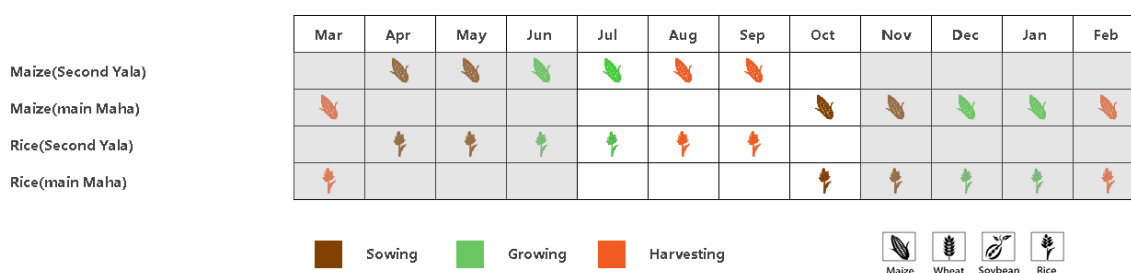 Mar Apr May Jun Jul Aug Sep Oct Nov Dec Jan Feb
Maize(Second Yala)
Maize(main Maha)
Rice(Second Yala)
Rice(main Maha)
Sowing Growing Harvesting
Maize Wheat Soybean Rice